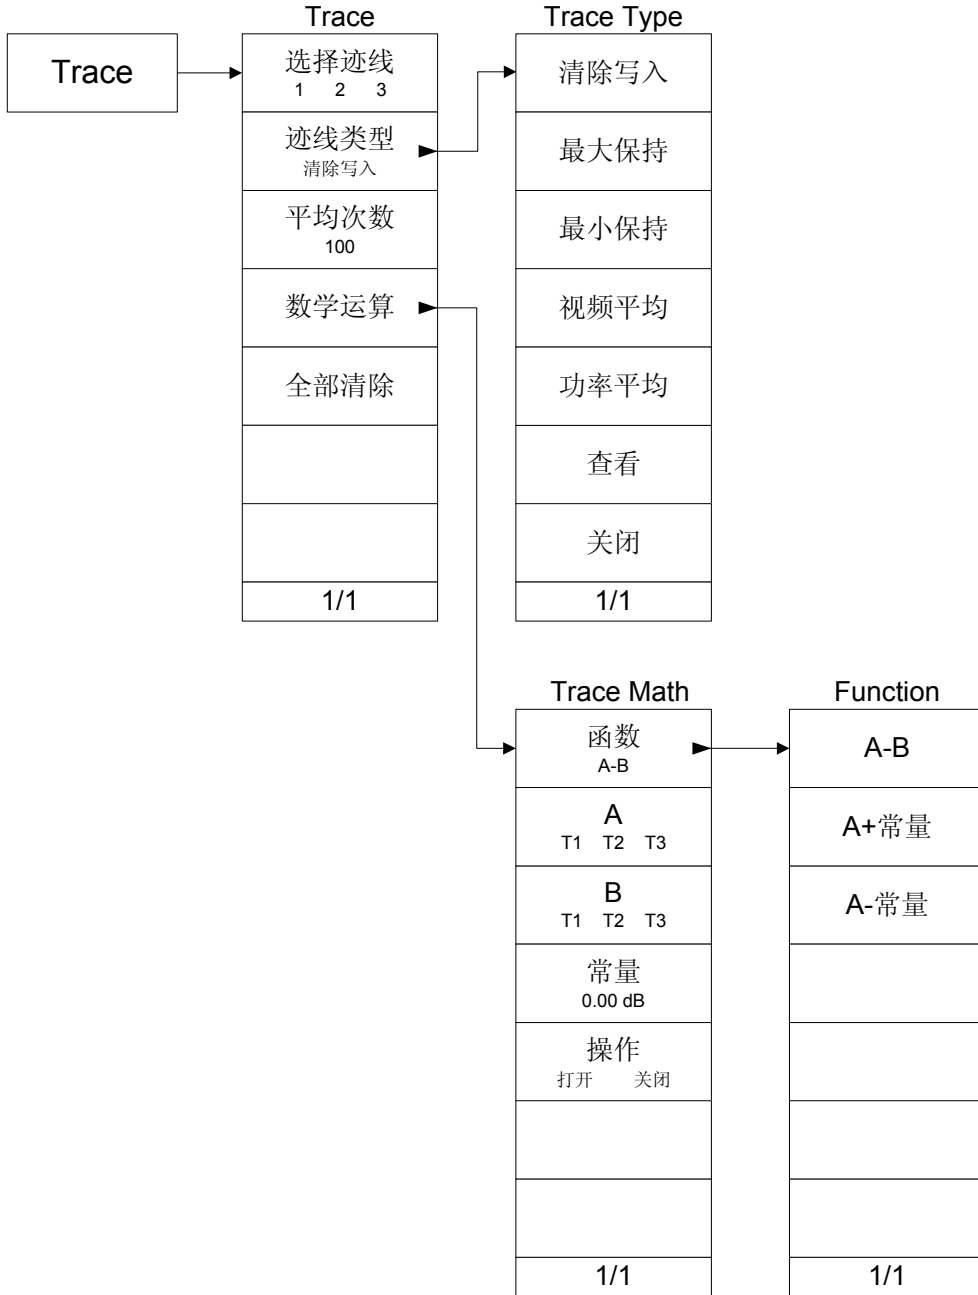 Trace
Trace
选择迹线
1 2 3
迹线类型
清除写入
平均次数
100
数学运算
全部清除
1/1
Trace Type
清除写入
最大保持
最小保持
视频平均
功率平均
查看
关闭
1/1
Trace Math
函数
A-B
A
T1 T2 T3
B
T1 T2 T3
常量
0.00 dB
操作
打开 关闭
1/1
Function
A-B
A+常量
A-常量
1/1